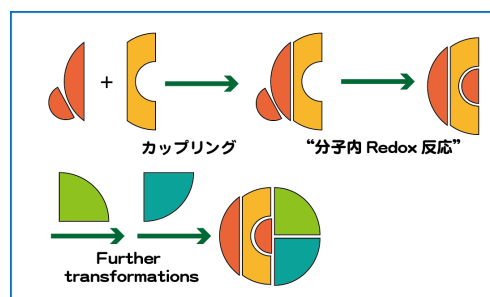 +
カップリング
“分子内 Redox 反応”
Further
transformations